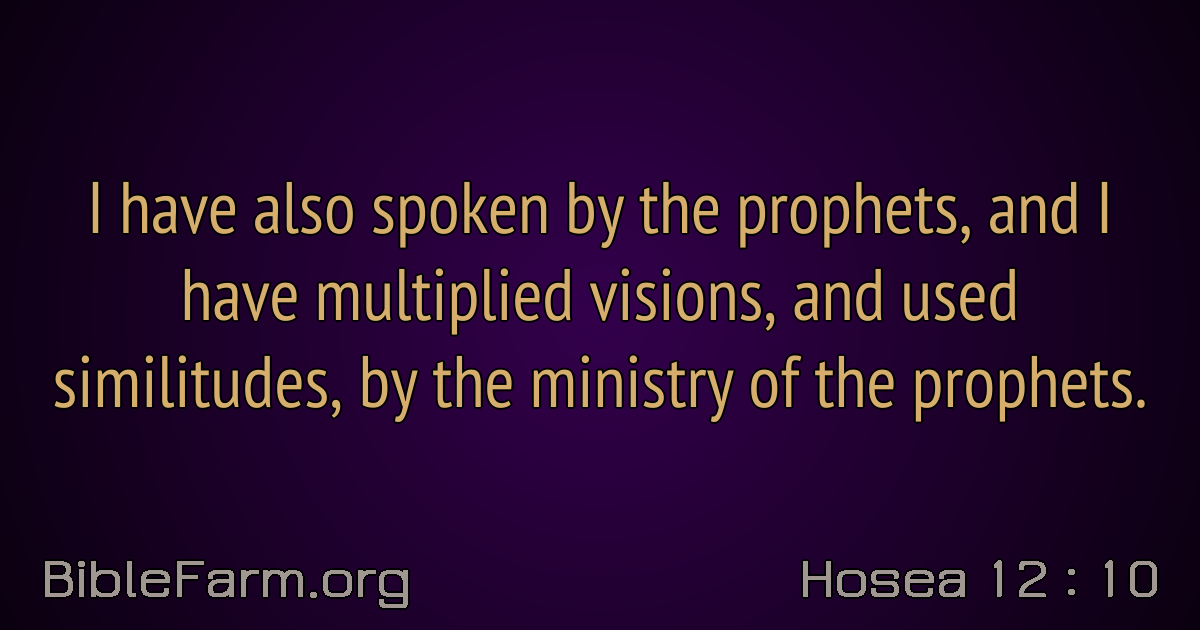 I have also spoken by the prophets, and I
have multiplied visions, and used
similitudes, by the ministry of the prophets.
BibleFarm.org
Hosea 12 : 10